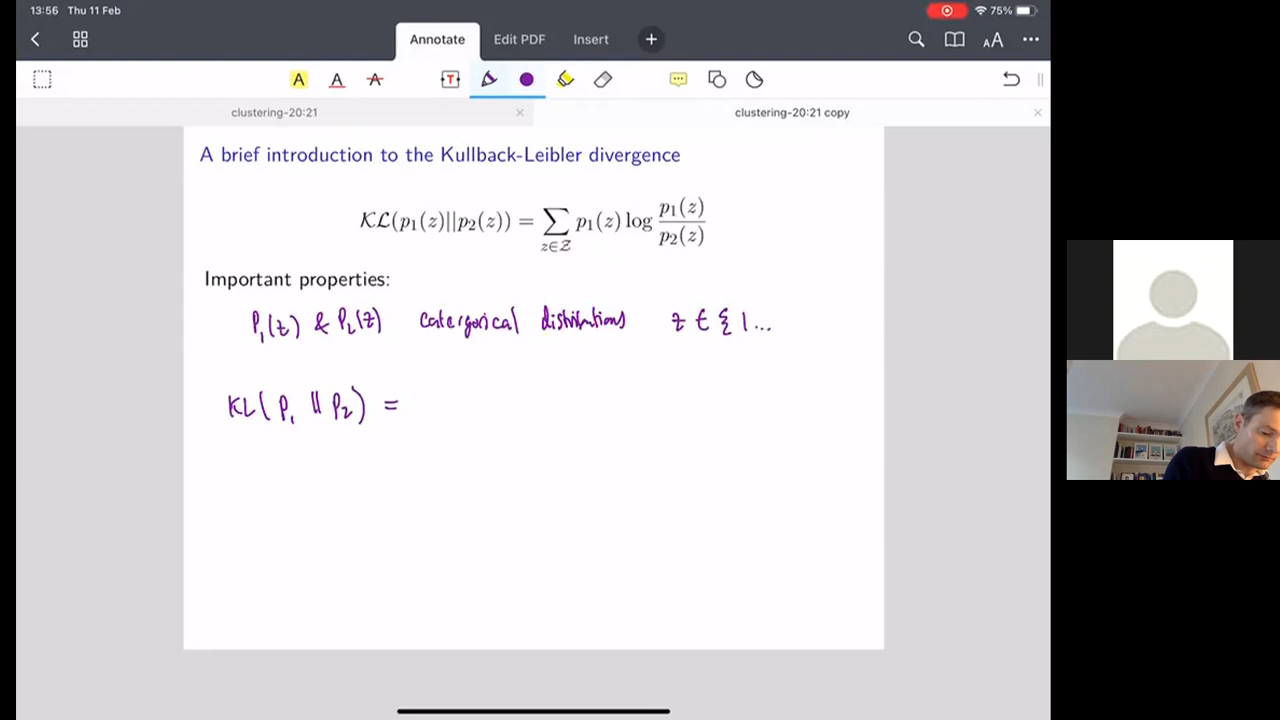 13:56 Thu 11 Feb 75%
Annotate Edit PDF Insert
A A A T AA
clustering-20:21 clustering-20:21 copy
A brief introduction to the Kullback-Leibler divergence
𝒦ℒ(p₁(z)||p₂(z)) = ∑_{z∈𝒵} p₁(z) log p₁(z)/p₂(z)
Important properties:
p₁(z) & p₂(z) catergorical distributions z ∈ { 1 ...
KL( p₁ || p₂ ) =